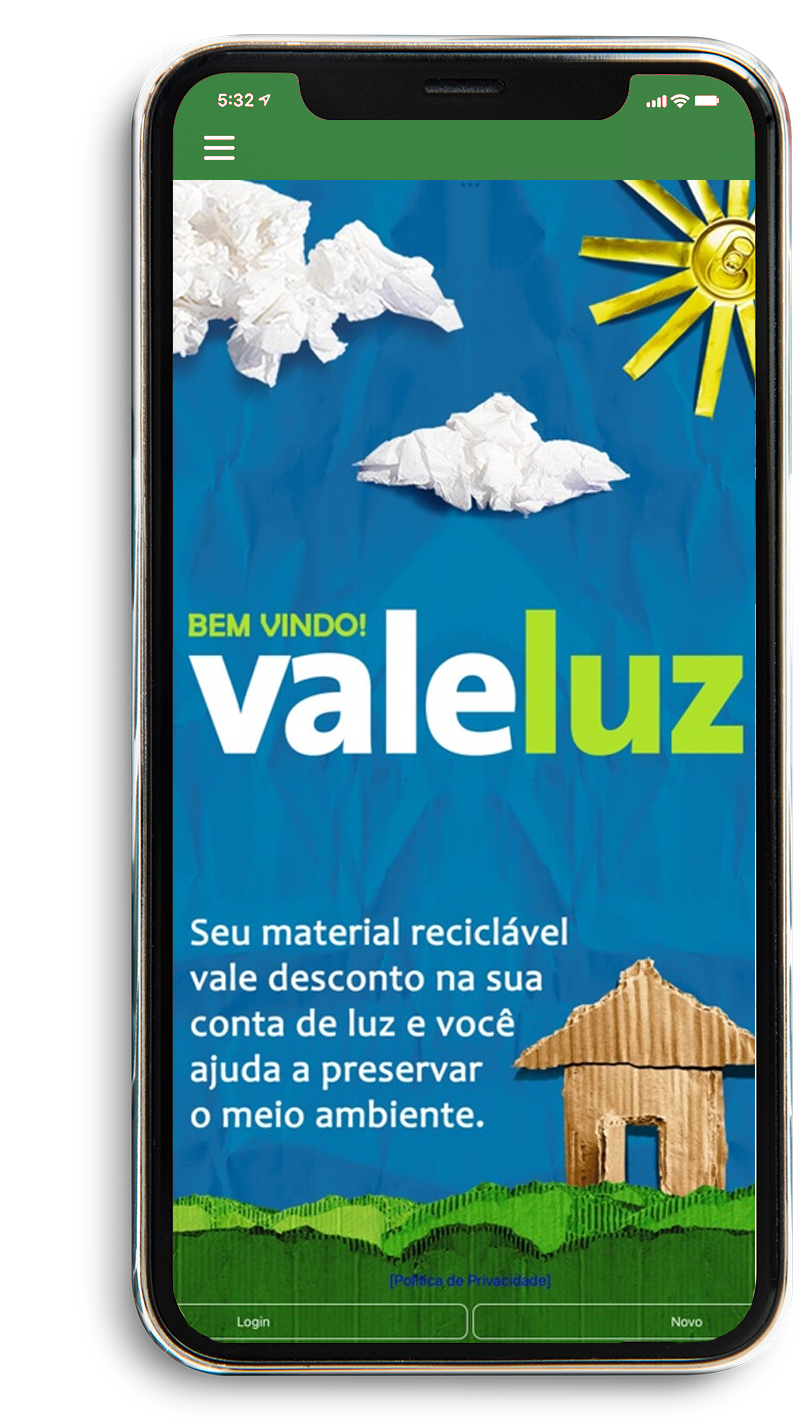 5:32
BEM VINDO!
valeluz
Seu material reciclável
vale desconto na sua
conta de luz e você
ajuda a preservar
o meio ambiente.
[Política de Privacidade]
Login
Novo